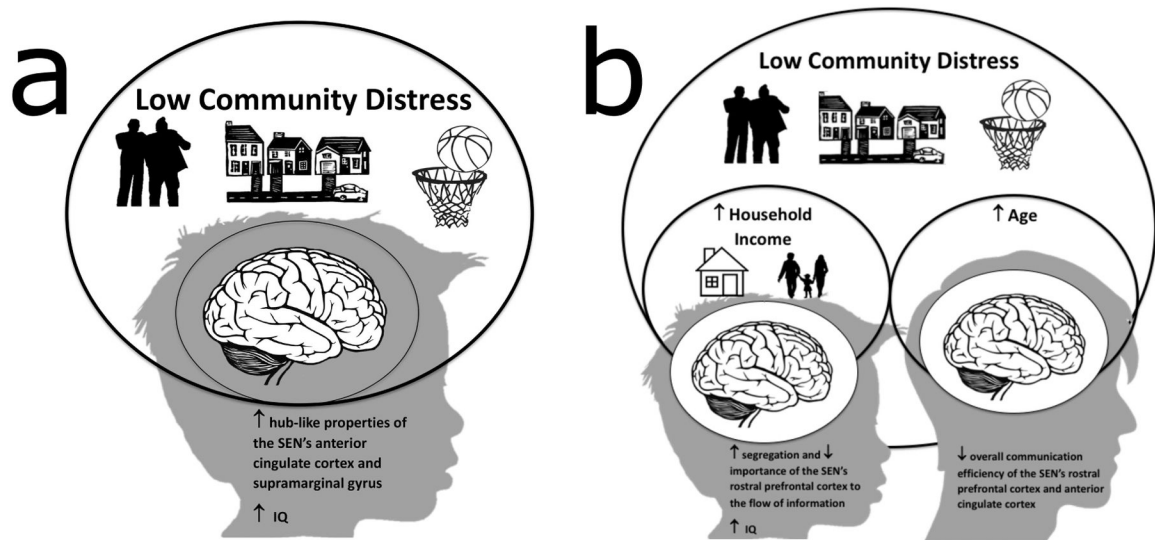 a
Low Community Distress
↑ hub-like properties of
the SEN's anterior
cingulate cortex and
supramarginal gyrus
↑ IQ
b
Low Community Distress
↑ Household
Income
↑ Age
↑ segregation and ↓
importance of the SEN's
rostral prefrontal cortex to
the flow of information
↑ IQ
↓ overall communication
efficiency of the SEN's rostral
prefrontal cortex and anterior
cingulate cortex